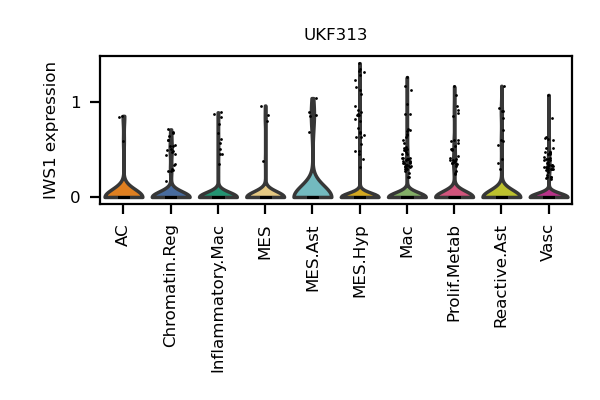 UKF313
IWS1 expression
1
0
AC
Chromatin.Reg
Inflammatory.Mac
MES
MES.Ast
MES.Hyp
Mac
Prolif.Metab
Reactive.Ast
Vasc